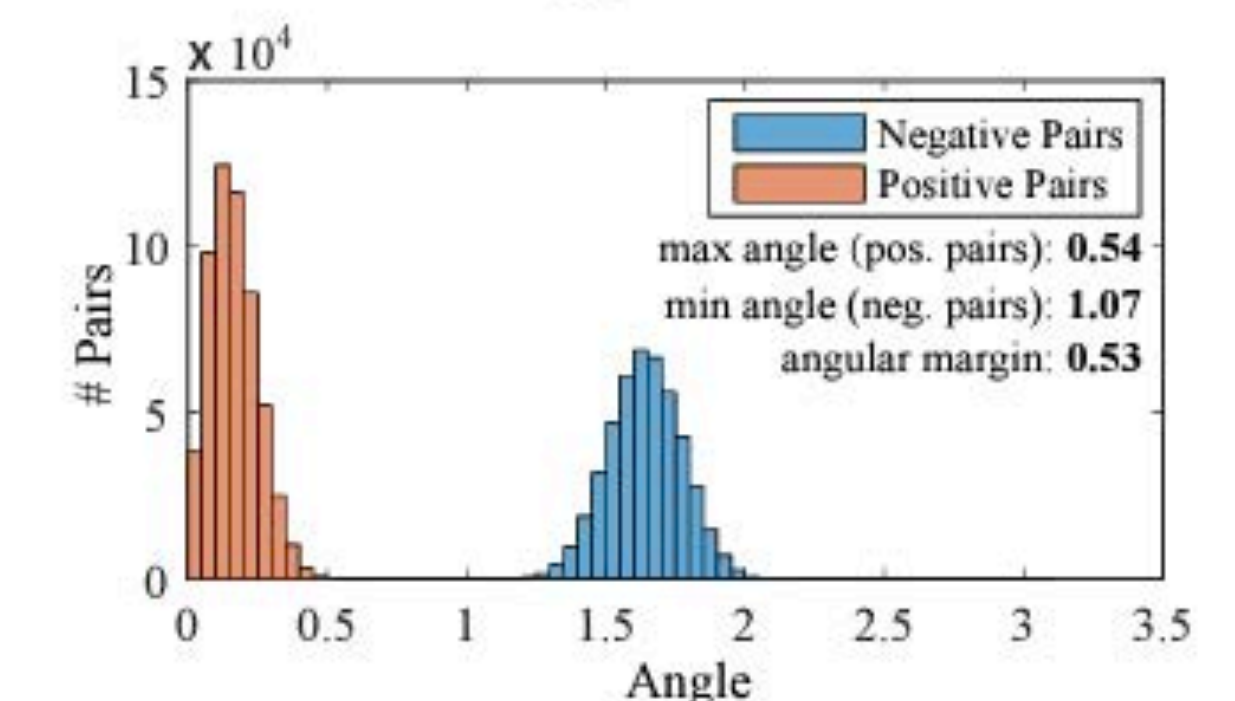 x 10^4
15
10
5
0
# Pairs
Negative Pairs
Positive Pairs
max angle (pos. pairs): 0.54
min angle (neg. pairs): 1.07
angular margin: 0.53
0 0.5 1 1.5 2 2.5 3 3.5
Angle